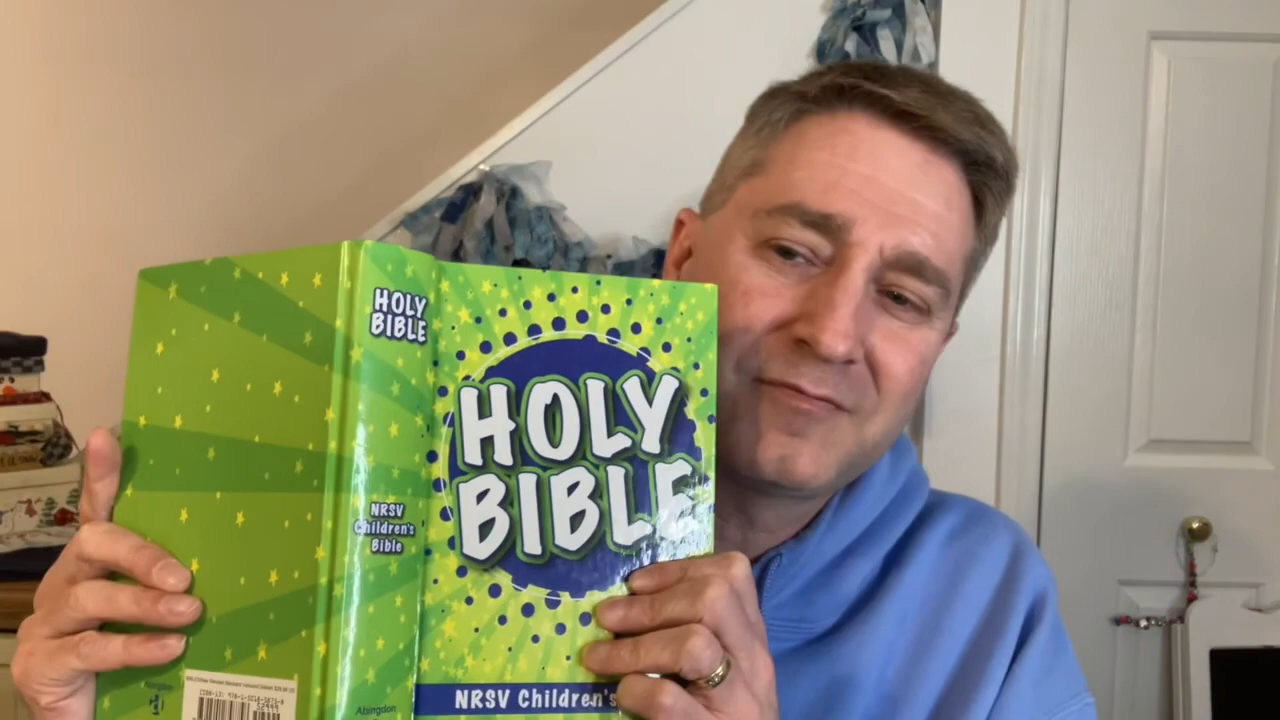 HOLY
BIBLE
NRSV
Children's
Bible
Abingdon
HOLY
BIBLE
NRSV Children's